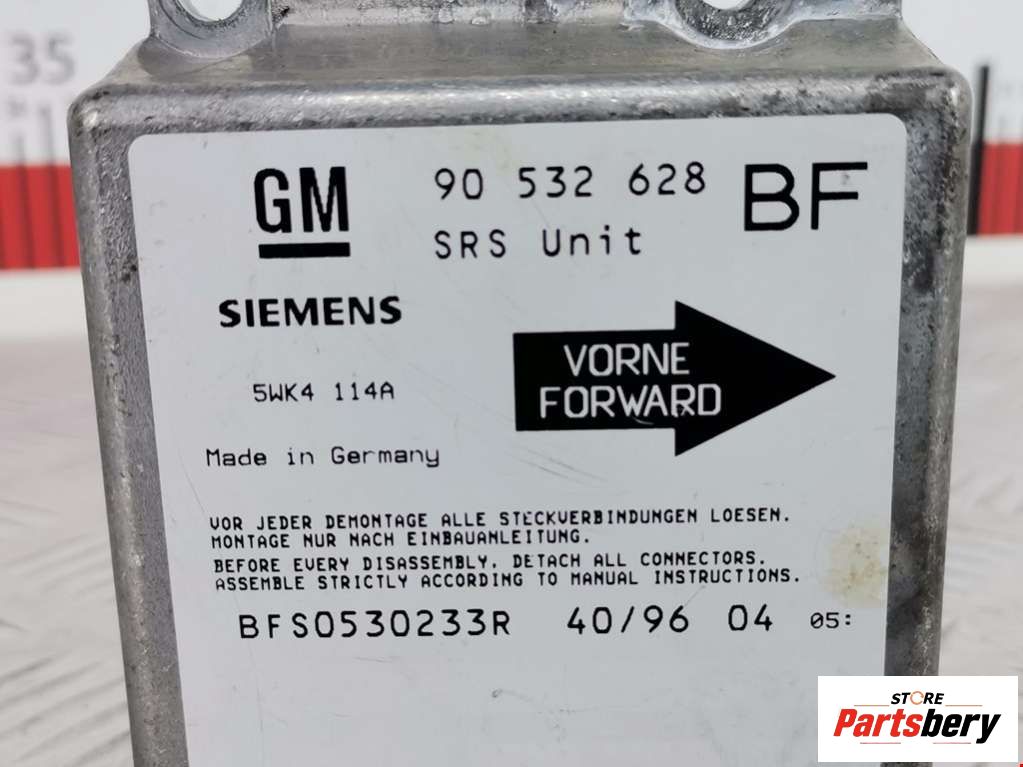 35
GM 90 532 628 BF
SRS Unit
SIEMENS
VORNE
FORWARD
5WK4 114A
Made in Germany
VOR JEDER DEMONTAGE ALLE STECKVERBINDUNGEN LOESEN.
MONTAGE NUR NACH EINBAUANLEITUNG.
BEFORE EVERY DISASSEMBLY, DETACH ALL CONNECTORS.
ASSEMBLE STRICTLY ACCORDING TO MANUAL INSTRUCTIONS.
BFS0530233R 40/96 04 05:
STORE
Partsbery